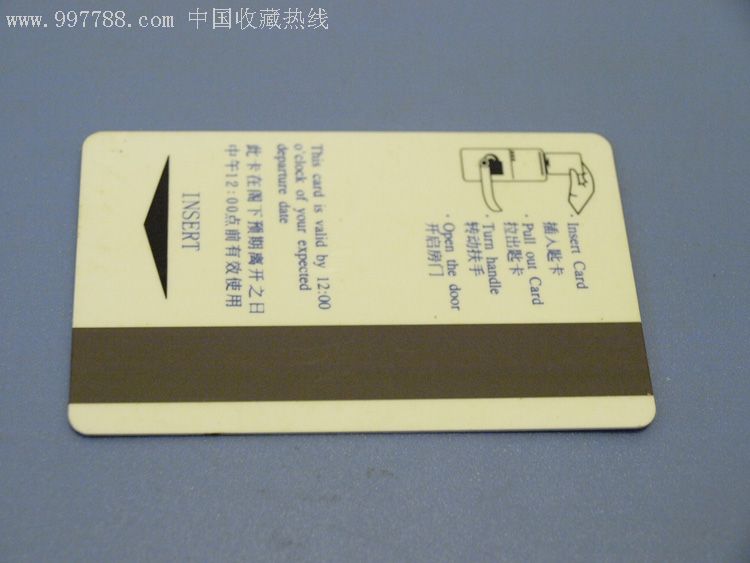 www.997788.com 中国收藏热线
· Insert Card
插入匙卡
· Pull out Card
拉出匙卡
· Turn handle
转动扶手
· Open the door
开启房门
This card is valid by 12:00
o'clock of your expected
departure date
此卡在阁下预期离开之日
中午12:00点前有效使用
INSERT